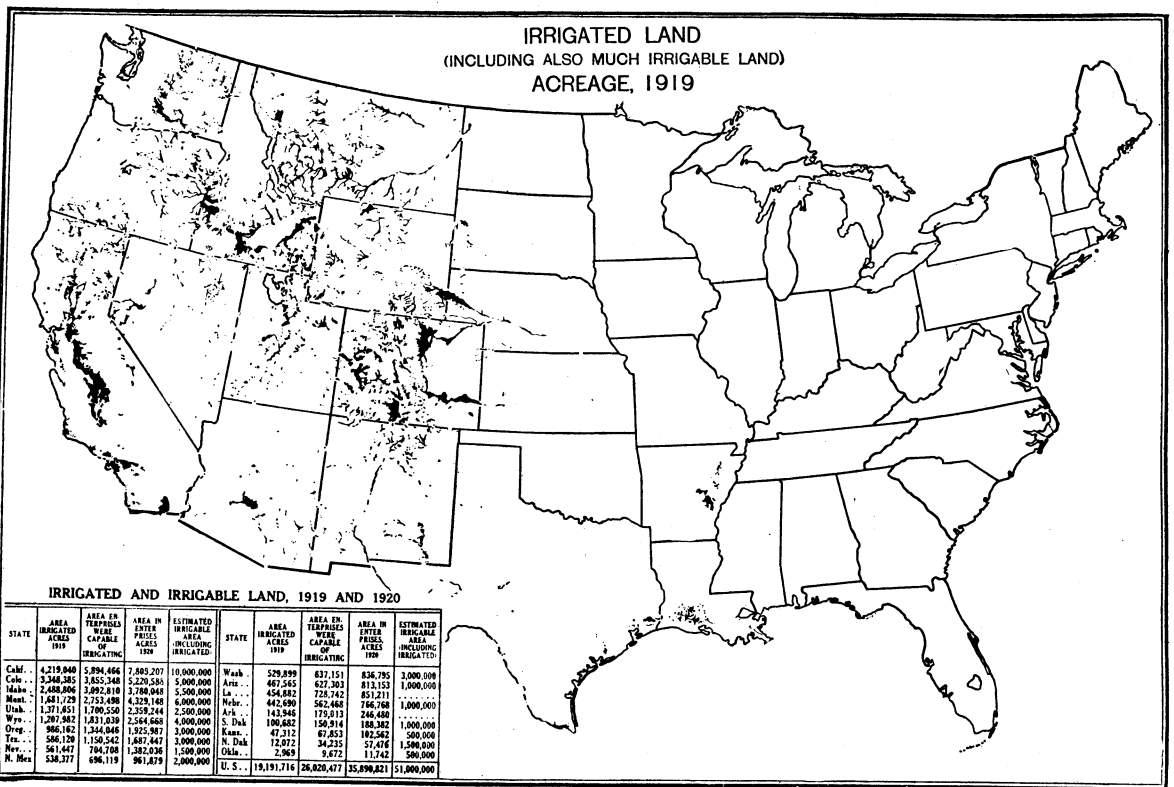 IRRIGATED LAND
(INCLUDING ALSO MUCH IRRIGABLE LAND)
ACREAGE, 1919
IRRIGATED AND IRRIGABLE LAND, 1919 AND 1920
STATE AREA IRRIGATED ACRES 1919 AREA EN-TERPRISES WERE CAPABLE OF IRRIGATING AREA IN ENTER PRISES ACRES 1920 ESTIMATED IRRIGABLE AREA (INCLUDING IRRIGATED)
Calif. . 4,219,040 5,894,466 7,805,207 10,000,000
Colo. . . 3,348,385 3,855,348 5,220,588 5,000,000
Idaho . . 2,488,806 3,092,810 3,780,048 5,500,000
Mont. . . 1,681,729 2,753,498 4,329,148 6,000,000
Utah. . . 1,371,651 1,700,550 2,359,244 2,500,000
Wyo. . . 1,207,982 1,831,039 2,564,668 4,000,000
Oreg. . . 986,162 1,344,046 1,925,987 3,000,000
Tex. . . . 586,120 1,150,542 1,687,447 3,000,000
Nev. . . . 561,447 704,708 1,382,036 1,500,000
N. Mex 538,377 696,119 961,879 2,000,000
STATE AREA IRRIGATED ACRES 1919 AREA EN-TERPRISES WERE CAPABLE OF IRRIGATING AREA IN ENTER PRISES, ACRES 1920 ESTIMATED IRRIGABLE AREA (INCLUDING IRRIGATED)
Wash . . 529,899 637,151 836,795 3,000,000
Ariz . . . 467,565 627,303 813,153 1,000,000
La . . . . 454,882 728,742 851,211 . . . . . .
Nebr. . . 442,690 562,468 766,768 1,000,000
Ark . . . 143,946 179,013 246,480 . . . . . .
S. Dak 100,682 150,914 188,382 1,000,000
Kans. . . 47,312 67,853 102,562 500,000
N. Dak 12,072 34,235 57,476 1,500,000
Okla. . . 2,969 9,672 11,742 500,000
U. S. . . 19,191,716 26,020,477 35,890,821 51,000,000